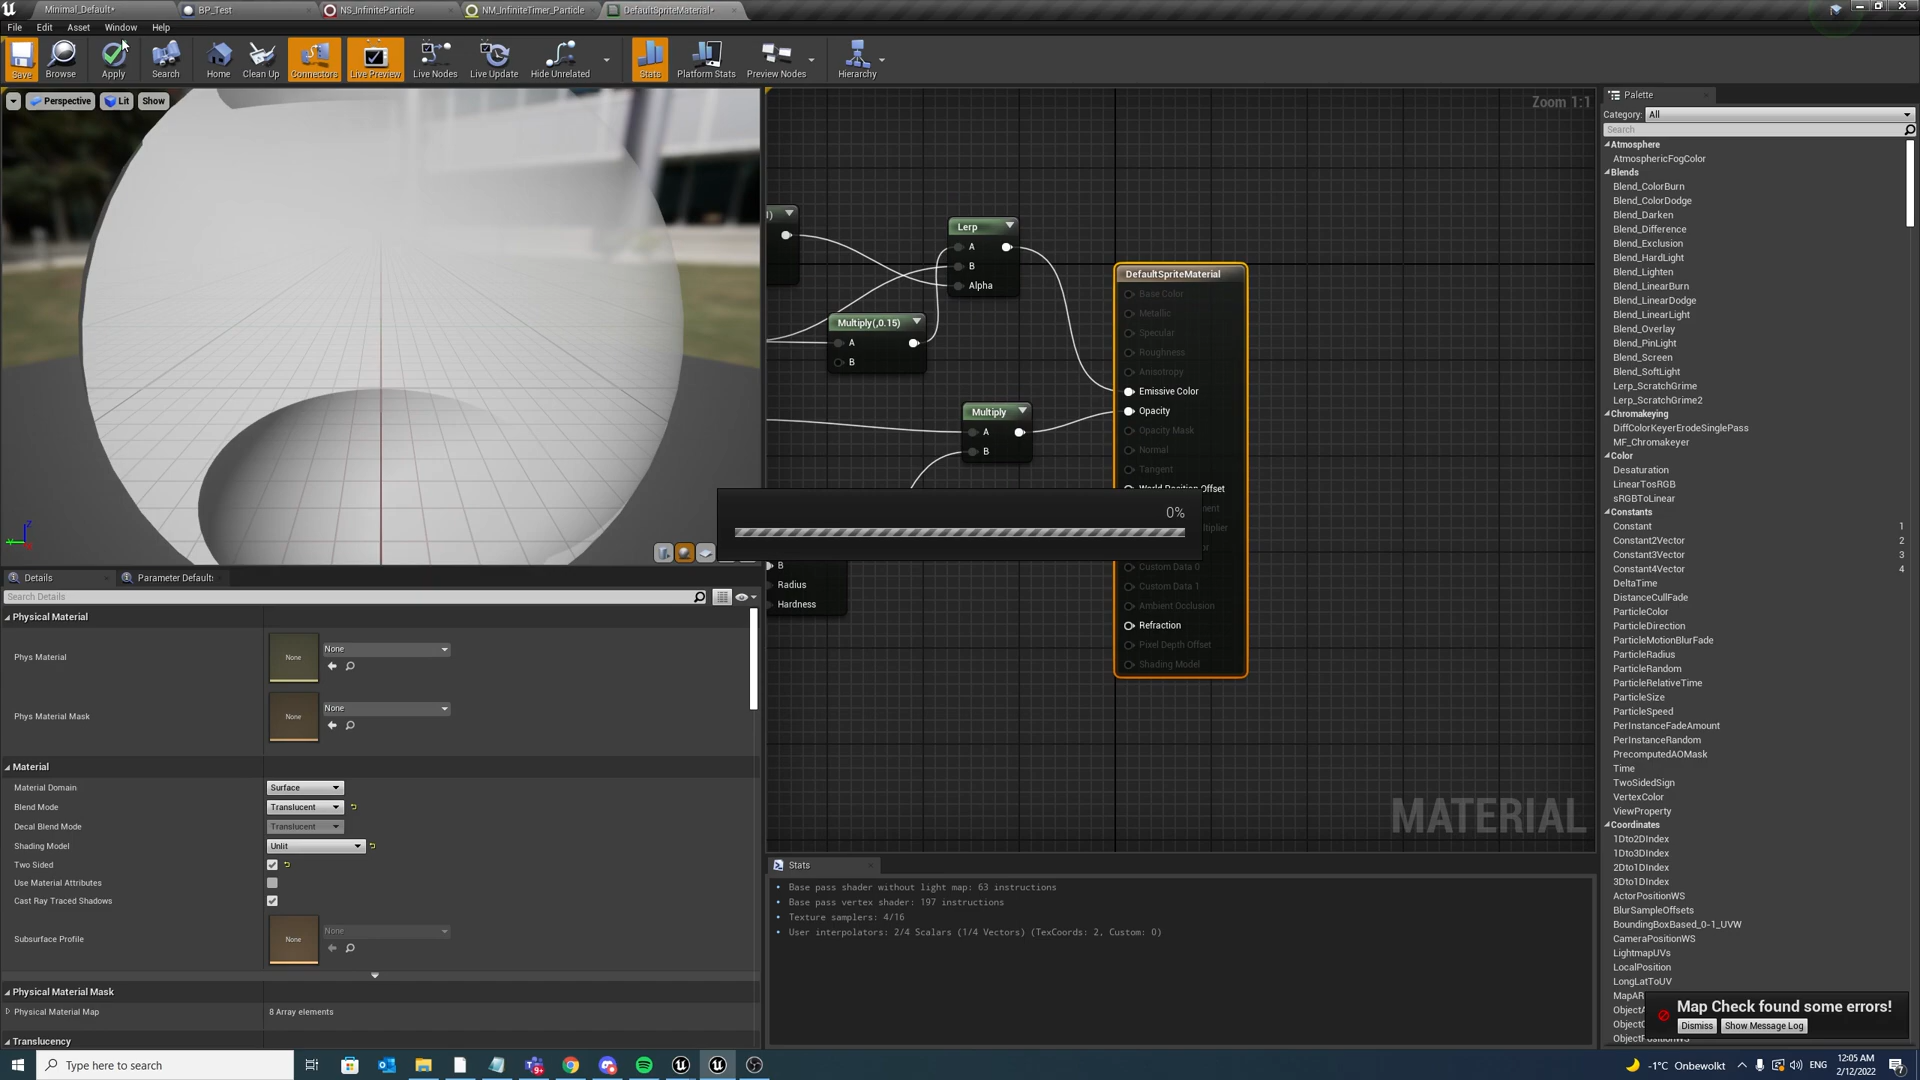 Minimal_Default*
BP_Test
NS_InfiniteParticle
NM_InfiniteTimer_Particle
DefaultSpriteMaterial*
File
Edit
Asset
Window
Help
Save
Browse
Apply
Search
Home
Clean Up
Connectors
Live Preview
Live Nodes
Live Update
Hide Unrelated
Stats
Platform Stats
Preview Nodes
Hierarchy
Perspective
Lit
Show
Zoom 1:1
Lerp
A
B
Alpha
Multiply(,0.15)
A
B
Multiply
A
B
B
Radius
Hardness
DefaultSpriteMaterial
Base Color
Metallic
Specular
Roughness
Anisotropy
Emissive Color
Opacity
Opacity Mask
Normal
Tangent
World Position Offset
Custom Data 0
Custom Data 1
Ambient Occlusion
Refraction
Pixel Depth Offset
Shading Model
0%
MATERIAL
Details
Parameter Defaults
Search Details
Physical Material
Phys Material
None
None
Phys Material Mask
None
None
Material
Material Domain
Surface
Blend Mode
Translucent
Decal Blend Mode
Translucent
Shading Model
Unlit
Two Sided
Use Material Attributes
Cast Ray Traced Shadows
Subsurface Profile
None
None
Physical Material Mask
Physical Material Map
8 Array elements
Translucency
Stats
Base pass shader without light map: 63 instructions
Base pass vertex shader: 197 instructions
Texture samplers: 4/16
User interpolators: 2/4 Scalars (1/4 Vectors) (TexCoords: 2, Custom: 0)
Palette
Category:
All
Search
Atmosphere
AtmosphericFogColor
Blends
Blend_ColorBurn
Blend_ColorDodge
Blend_Darken
Blend_Difference
Blend_Exclusion
Blend_HardLight
Blend_Lighten
Blend_LinearBurn
Blend_LinearDodge
Blend_LinearLight
Blend_Overlay
Blend_PinLight
Blend_Screen
Blend_SoftLight
Lerp_ScratchGrime
Lerp_ScratchGrime2
Chromakeying
DiffColorKeyerErodeSinglePass
MF_Chromakeyer
Color
Desaturation
LinearTosRGB
sRGBToLinear
Constants
Constant 1
Constant2Vector 2
Constant3Vector 3
Constant4Vector 4
DeltaTime
DistanceCullFade
ParticleColor
ParticleDirection
ParticleMotionBlurFade
ParticleRadius
ParticleRandom
ParticleRelativeTime
ParticleSize
ParticleSpeed
PerInstanceFadeAmount
PerInstanceRandom
PrecomputedAOMask
Time
TwoSidedSign
VertexColor
ViewProperty
Coordinates
1Dto2DIndex
1Dto3DIndex
2Dto1DIndex
3Dto1DIndex
ActorPositionWS
BlurSampleOffsets
BoundingBoxBased_0-1_UVW
CameraPositionWS
LightmapUVs
LocalPosition
LongLatToUV
Map Check found some errors!
Dismiss
Show Message Log
Type here to search
-1°C Onbewolkt
ENG
12:05 AM
2/12/2022